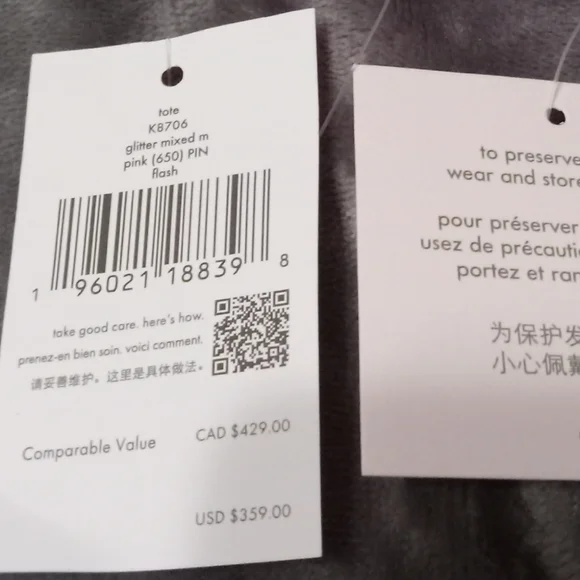 tote
K8706
glitter mixed m
pink (650) PIN
flash
1 96021 18839 8
take good care. here's how.
prenez-en bien soin. voici comment.
请妥善维护。这里是具体做法。
Comparable Value CAD $429.00
USD $359.00
to preserve
wear and store
pour préserver
usez de précautio
portez et ran
为保护发
小心佩戴